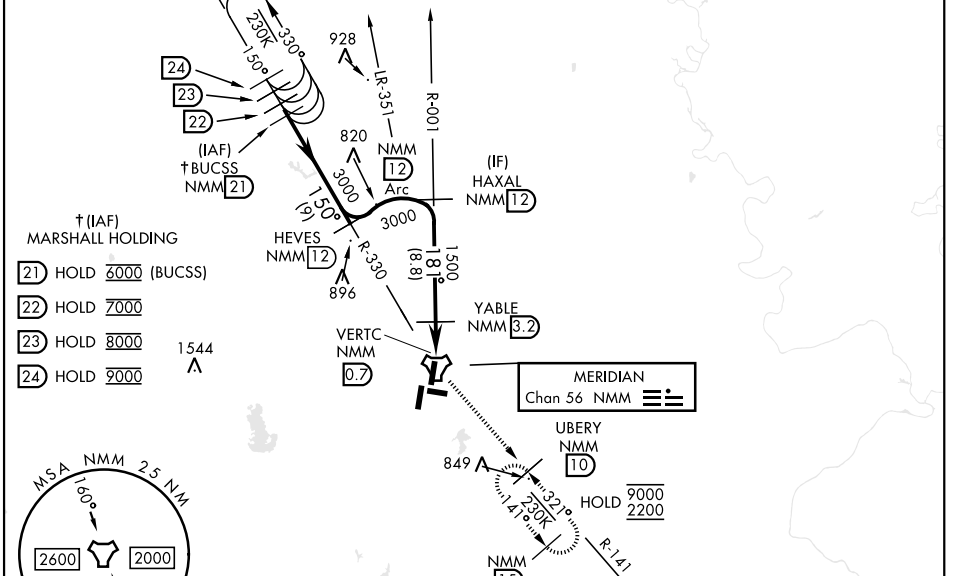 230K
330°
150°
24
23
22
(IAF)
†BUCSS
NMM 21
928
LR-351
R-001
820
NMM
12
Arc
3000
3000
(IF)
HAXAL
NMM 12
150°
(9)
HEVES
NMM 12
R-330
896
1500
181°
(8.8)
†(IAF)
MARSHALL HOLDING
21 HOLD 6000 (BUCSS)
22 HOLD 7000
23 HOLD 8000
24 HOLD 9000
1544
YABLE
NMM 3.2
VERTC
NMM
0.7
MERIDIAN
Chan 56 NMM
UBERY
NMM
10
849
321°
230K
141°
HOLD 9000
2200
R-141
NMM
15
MSA NMM 25 NM
160°
2600
2000